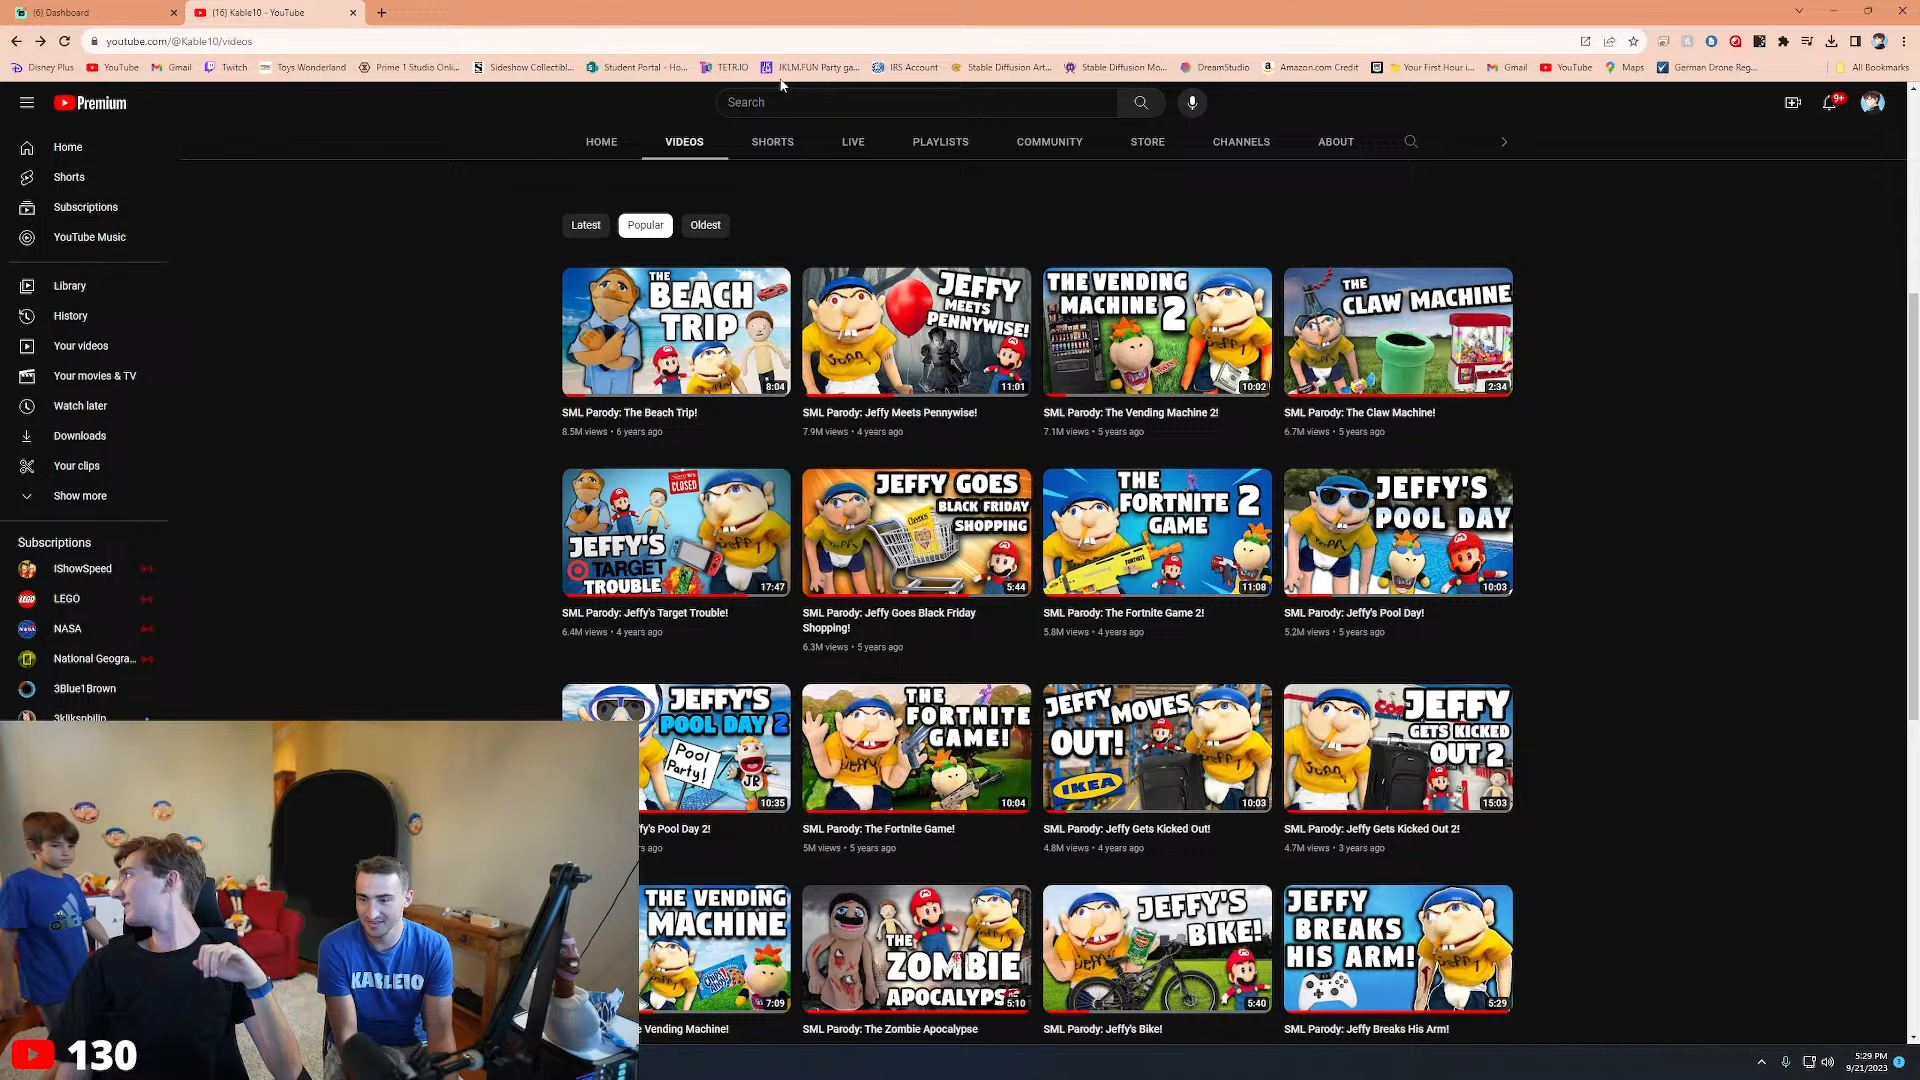 (6) Dashboard
(16) Kable10 - YouTube
youtube.com/@Kable10/videos
Disney Plus
YouTube
Gmail
Twitch
Toys Wonderland
Prime 1 Studio Onli...
Sideshow Collectibl...
Student Portal - Ho...
TETR.IO
JKLM.FUN Party ga...
IRS Account
Stable Diffusion Art...
Stable Diffusion Mo...
DreamStudio
Amazon.com Credit
Your First Hour i...
Gmail
YouTube
Maps
German Drone Reg...
All Bookmarks
Premium
Search
9+
HOME
VIDEOS
SHORTS
LIVE
PLAYLISTS
COMMUNITY
STORE
CHANNELS
ABOUT
Home
Shorts
Subscriptions
YouTube Music
Library
History
Your videos
Your movies & TV
Watch later
Downloads
Your clips
Show more
Subscriptions
IShowSpeed
LEGO
NASA
National Geogra...
3Blue1Brown
3kliksphilip
Latest
Popular
Oldest
THE BEACH TRIP
8:04
SML Parody: The Beach Trip!
8.5M views • 6 years ago
JEFFY MEETS PENNYWISE!
11:01
SML Parody: Jeffy Meets Pennywise!
7.9M views • 4 years ago
THE VENDING MACHINE 2
10:02
SML Parody: The Vending Machine 2!
7.1M views • 5 years ago
THE CLAW MACHINE
2:34
SML Parody: The Claw Machine!
6.7M views • 5 years ago
Sorry We're CLOSED
JEFFY'S TARGET TROUBLE
17:47
SML Parody: Jeffy's Target Trouble!
6.4M views • 4 years ago
JEFFY GOES BLACK FRIDAY SHOPPING
Cheerios
5:44
SML Parody: Jeffy Goes Black Friday
Shopping!
6.3M views • 5 years ago
THE FORTNITE 2 GAME
FORTNITE
11:08
SML Parody: The Fortnite Game 2!
5.8M views • 4 years ago
JEFFY'S POOL DAY
10:03
SML Parody: Jeffy's Pool Day!
5.2M views • 5 years ago
JEFFY'S POOL DAY 2
Pool Party!
JR
10:35
fy's Pool Day 2!
s ago
THE FORTNITE GAME!
10:04
SML Parody: The Fortnite Game!
5M views • 5 years ago
JEFFY MOVES OUT!
IKEA
10:03
SML Parody: Jeffy Gets Kicked Out!
4.8M views • 4 years ago
JEFFY GETS KICKED OUT 2
15:03
SML Parody: Jeffy Gets Kicked Out 2!
4.7M views • 3 years ago
THE VENDING MACHINE
7:09
e Vending Machine!
THE ZOMBIE APOCALYPSE
5:10
SML Parody: The Zombie Apocalypse
JEFFY'S BIKE!
5:40
SML Parody: Jeffy's Bike!
JEFFY BREAKS HIS ARM!
5:29
SML Parody: Jeffy Breaks His Arm!
KABLE10
130
5:29 PM
9/21/2023
3